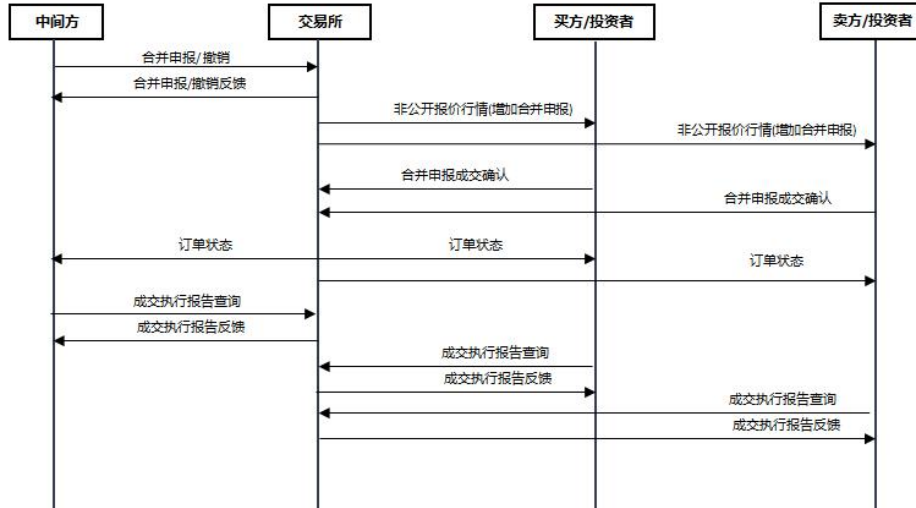 中间方
交易所
买方/投资者
卖方/投资者
合并申报/撤销
合并申报/撤销反馈
非公开报价行情(增加合并申报)
非公开报价行情(增加合并申报)
合并申报成交确认
合并申报成交确认
订单状态
订单状态
订单状态
成交执行报告查询
成交执行报告反馈
成交执行报告查询
成交执行报告反馈
成交执行报告查询
成交执行报告反馈